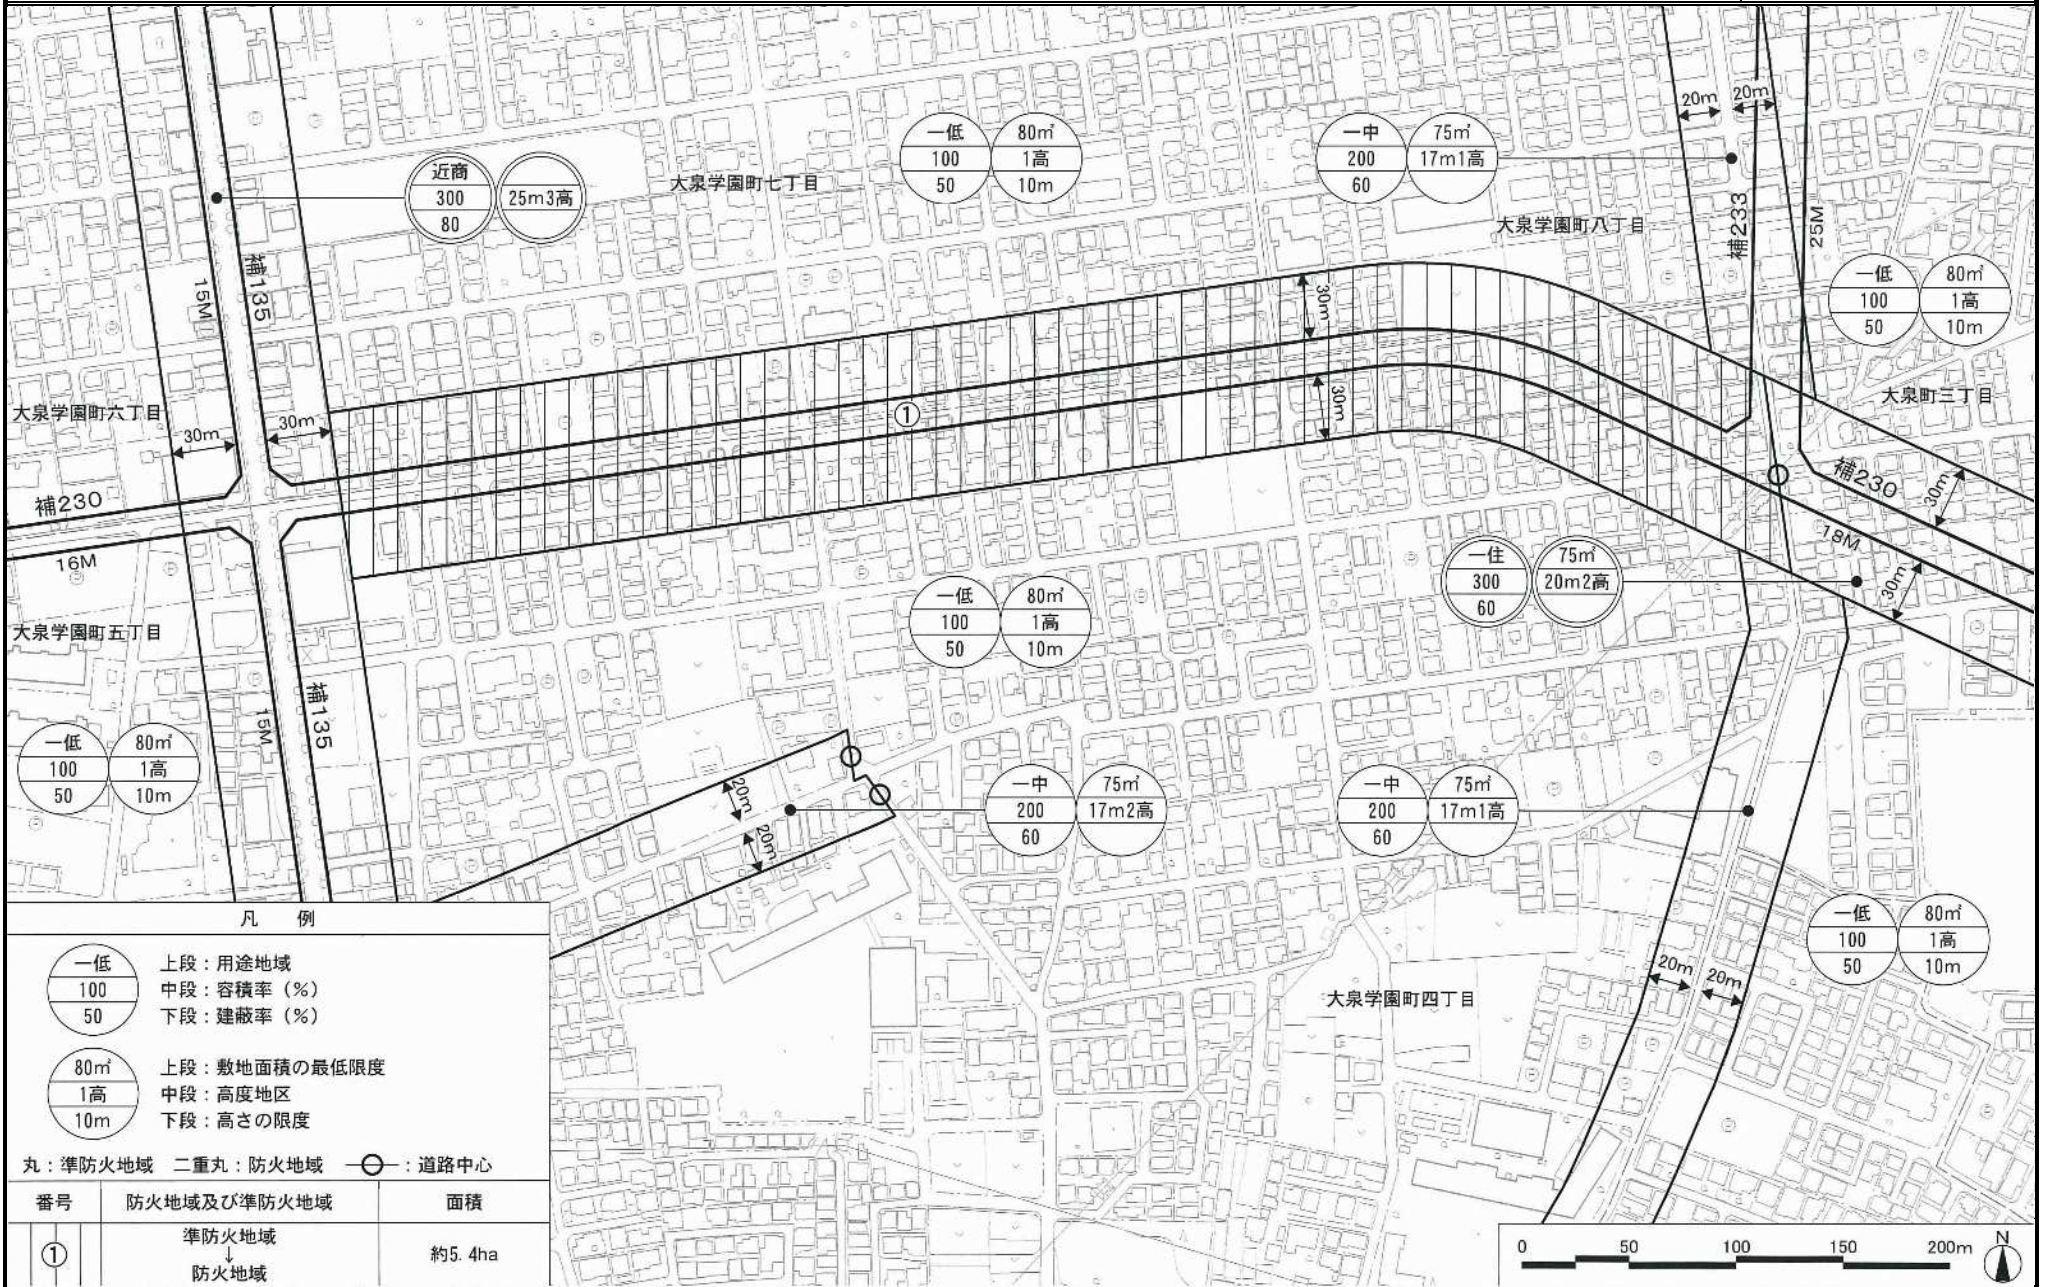 20m
20m
一低
100
50
80㎡
1高
10m
一中
200
60
75㎡
17m1高
近商
300
80
25m3高
大泉学園町七丁目
大泉学園町八丁目
補233
25M
15M
補135
一低
100
50
80㎡
1高
10m
30m
30m
①
大泉学園町六丁目
30m
30m
大泉町三丁目
補230
16M
補230
30m
18M
30m
一住
300
60
75㎡
20m2高
大泉学園町五丁目
一低
100
50
80㎡
1高
10m
15M
補135
一低
100
50
80㎡
1高
10m
20m
20m
一中
200
60
75㎡
17m2高
一中
200
60
75㎡
17m1高
一低
100
50
80㎡
1高
10m
20m
20m
大泉学園町四丁目
凡 例
一低
100
50
上段：用途地域
中段：容積率（%）
下段：建蔽率（%）
80㎡
1高
10m
上段：敷地面積の最低限度
中段：高度地区
下段：高さの限度
丸：準防火地域 二重丸：防火地域 ：道路中心
番号 防火地域及び準防火地域 面積
① 準防火地域 ↓ 防火地域 約5.4ha
0 50 100 150 200m
N